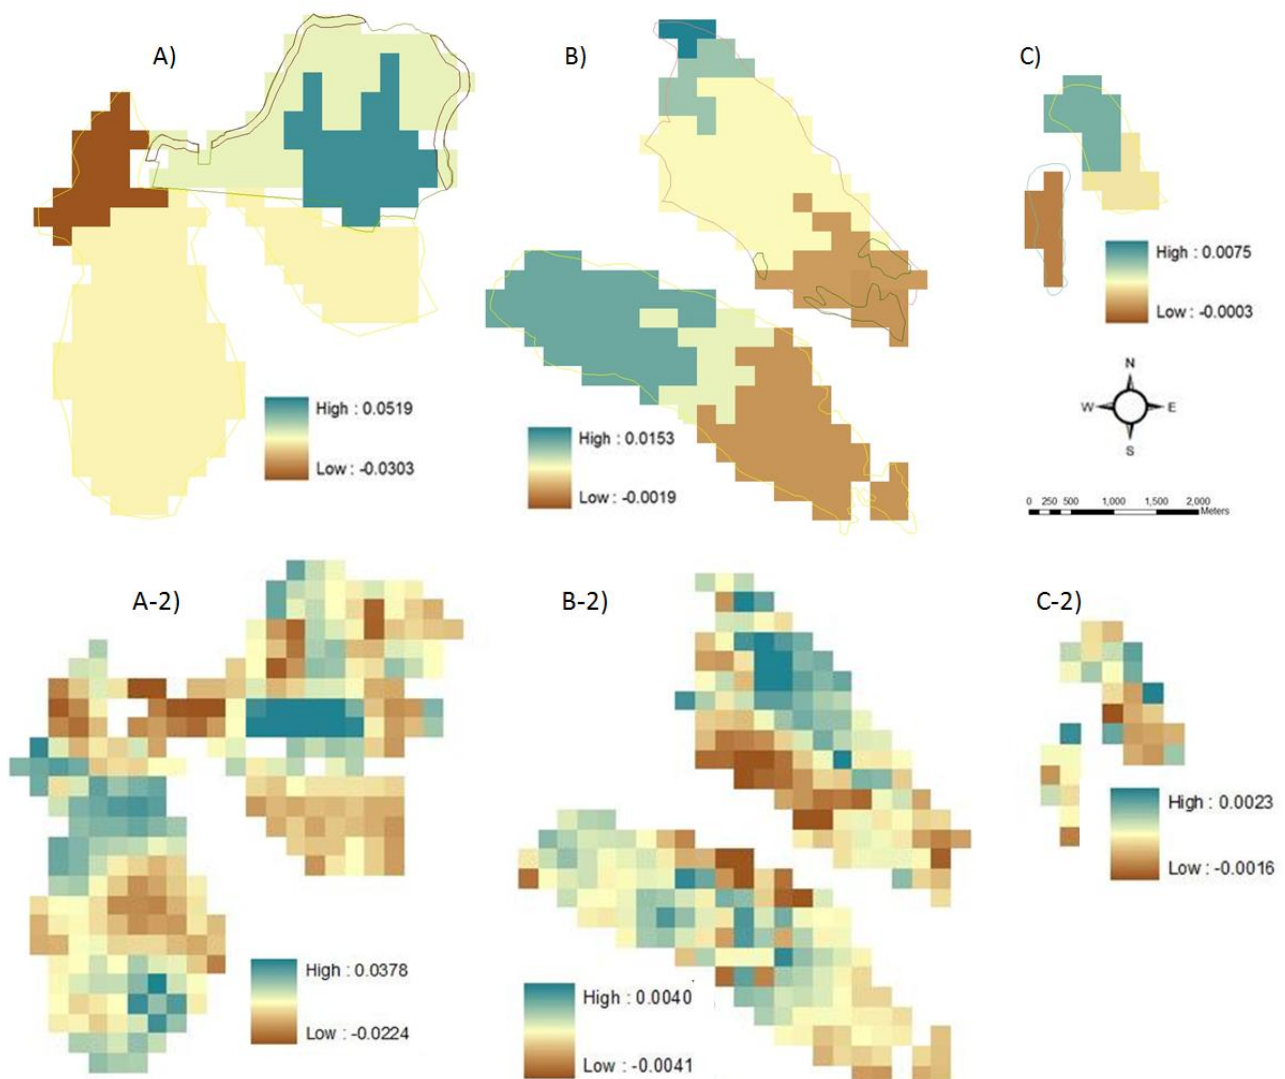 A)
B)
C)
High : 0.0075
Low : -0.0003
N
W E
S
High : 0.0519
Low : -0.0303
High : 0.0153
Low : -0.0019
0 250 500 1,000 1,500 2,000
Meters
A-2)
B-2)
C-2)
High : 0.0023
Low : -0.0016
High : 0.0378
Low : -0.0224
High : 0.0040
Low : -0.0041